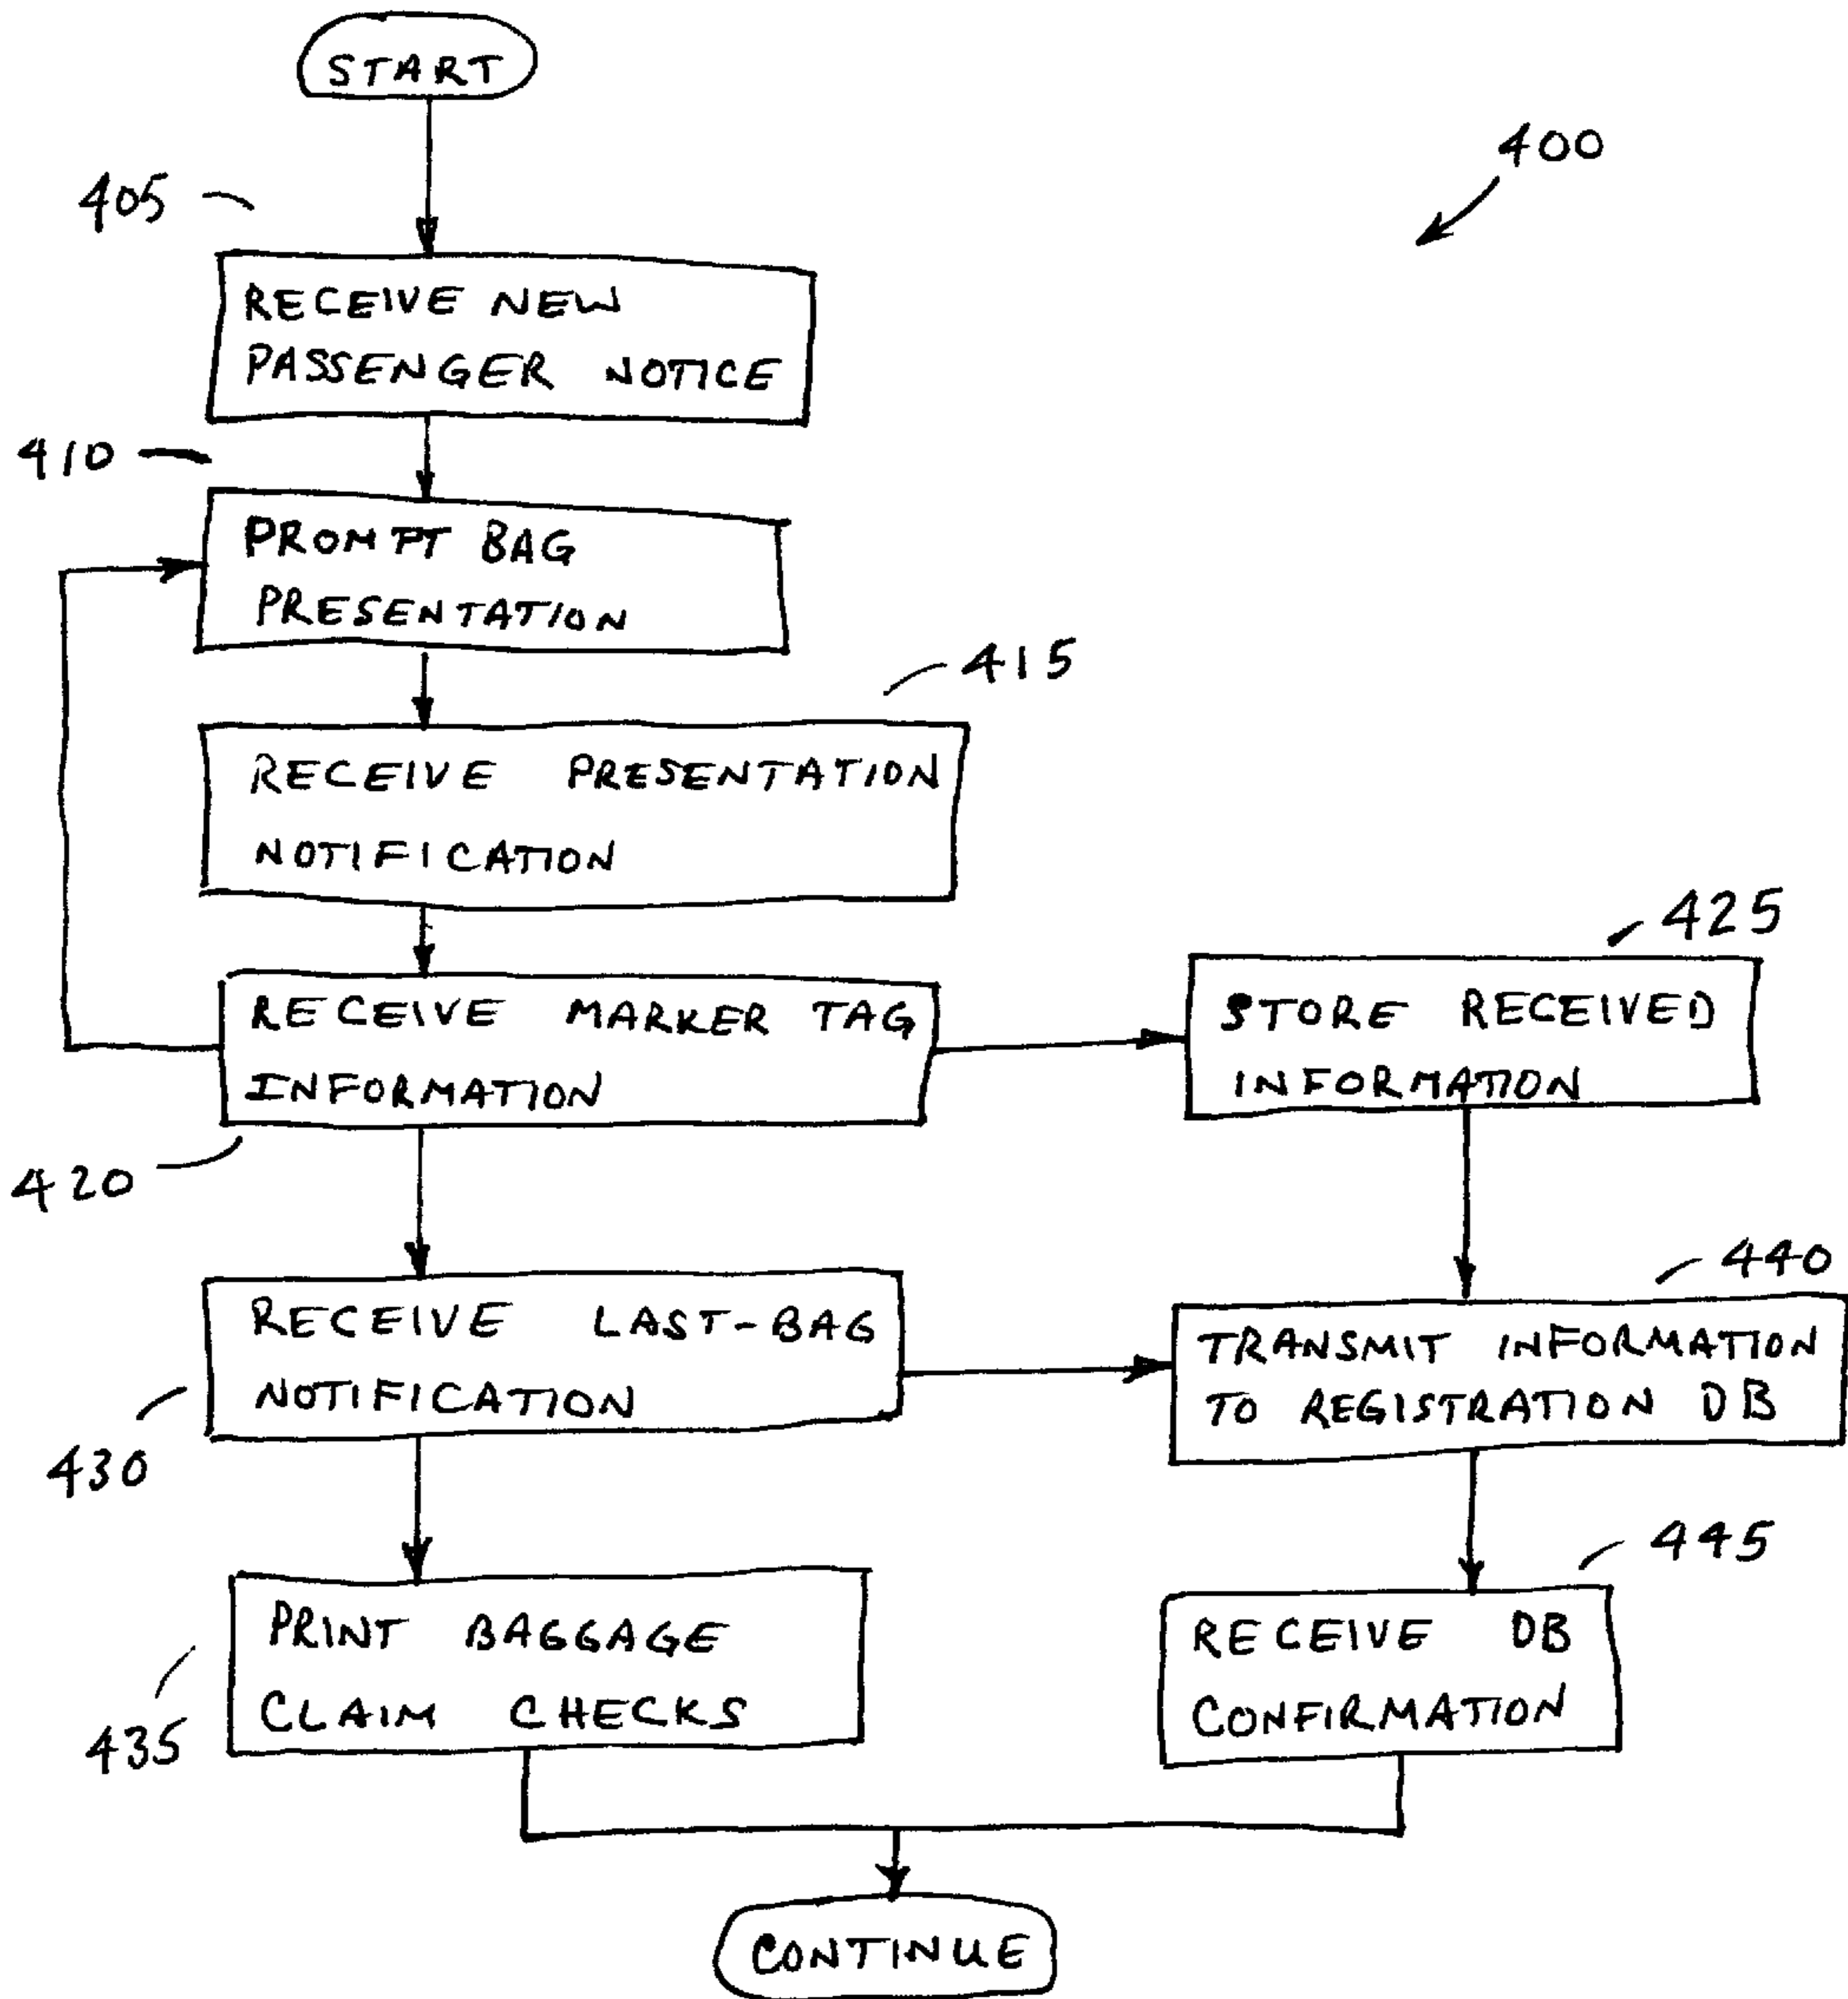 START
400
405
RECEIVE NEW
PASSENGER NOTICE
410
PROMPT BAG
PRESENTATION
415
RECEIVE PRESENTATION
NOTIFICATION
425
RECEIVE MARKER TAG
INFORMATION
STORE RECEIVED
INFORMATION
420
440
RECEIVE LAST-BAG
NOTIFICATION
TRANSMIT INFORMATION
TO REGISTRATION DB
430
445
PRINT BAGGAGE
CLAIM CHECKS
RECEIVE DB
CONFIRMATION
435
CONTINUE